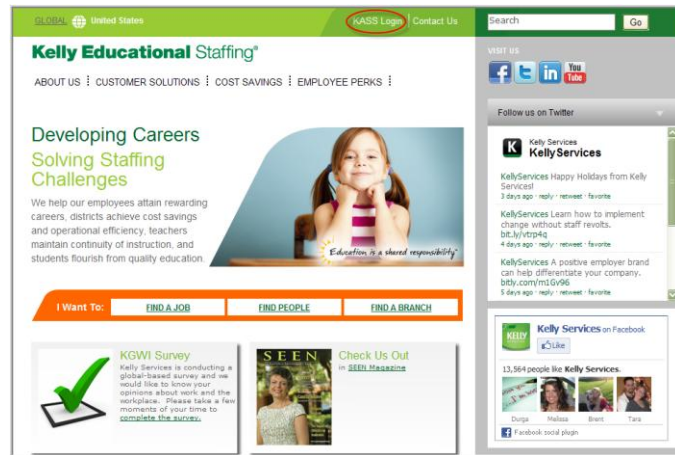 GLOBAL United States KASS Login Contact Us
Search Go
Kelly Educational Staffing®
ABOUT US CUSTOMER SOLUTIONS COST SAVINGS EMPLOYEE PERKS
Developing Careers
Solving Staffing
Challenges
We help our employees attain rewarding
careers, districts achieve cost savings
and operational efficiency, teachers
maintain continuity of instruction, and
students flourish from quality education.
Education is a shared responsibility
I Want To: FIND A JOB FIND PEOPLE FIND A BRANCH
KGWI Survey
Kelly Services is conducting a
global-based survey and we
would like to know your
opinions about work and the
workplace. Please take a few
moments of your time to
complete the survey.
SEEN
Check Us Out
in SEEN Magazine
VISIT US
You
Tube
Follow us on Twitter
Kelly Services
KellyServices
KellyServices Happy Holidays from Kelly
Services!
3 days ago · reply · retweet · favorite
KellyServices Learn how to implement
change without staff revolts.
bit.ly/vtrp4q
4 days ago · reply · retweet · favorite
KellyServices A postive employer brand
can help differentiate your company.
bitly.com/m1Gv96
5 days ago · reply · retweet · favorite
KELLY
Kelly Services on Facebook
Like
13,564 people like Kelly Services.
Durga Melissa Brent Tara
Facebook social plugin